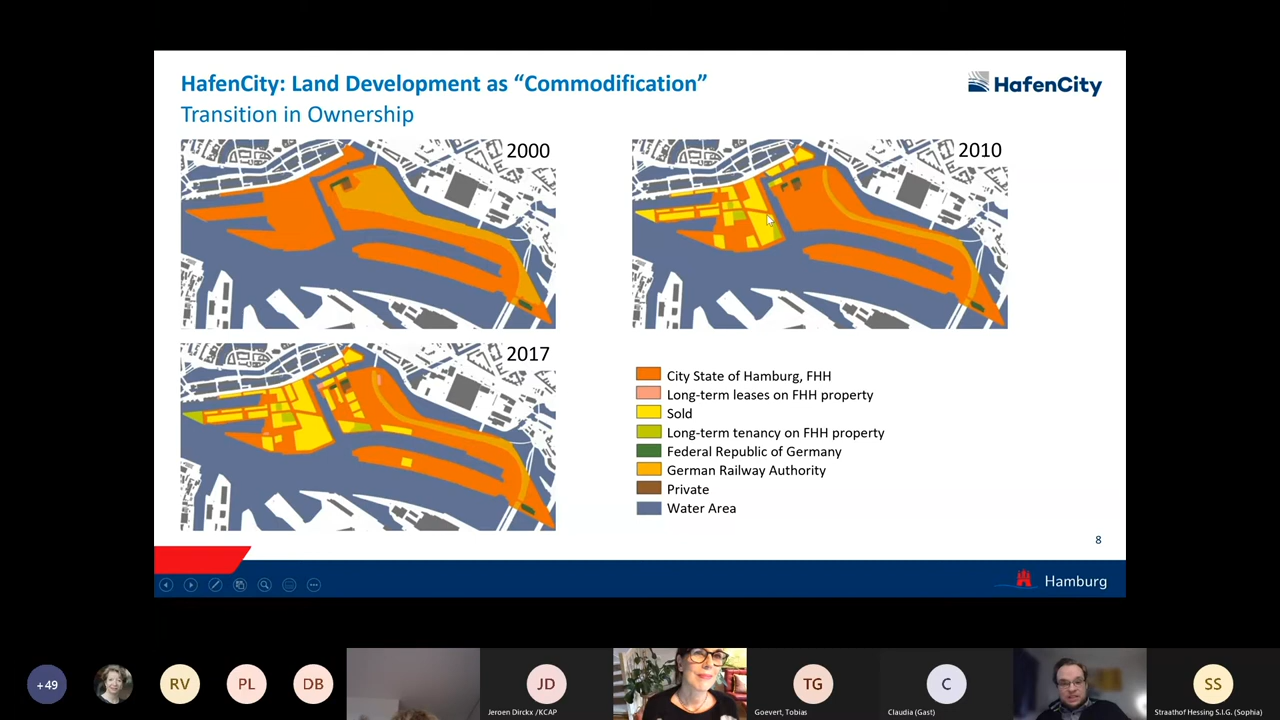 HafenCity: Land Development as “Commodification”
Transition in Ownership
HafenCity
2000
2010
2017
City State of Hamburg, FHH
Long-term leases on FHH property
Sold
Long-term tenancy on FHH property
Federal Republic of Germany
German Railway Authority
Private
Water Area
8
Hamburg
+49
RV
PL
DB
JD
Jeroen Dirckx /KCAP
TG
Goevert, Tobias
C
Claudia (Gast)
SS
Straathof Hessing S.I.G. (Sophia)